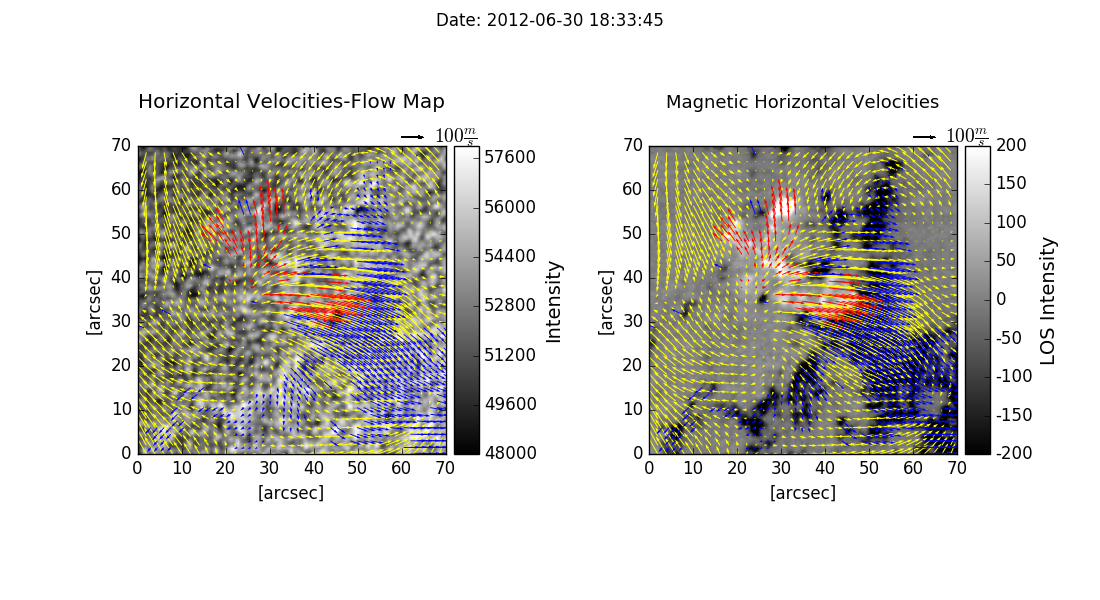 Date: 2012-06-30 18:33:45
Horizontal Velocities-Flow Map
100 m/s
70
60
50
40
30
20
10
0
[arcsec]
0 10 20 30 40 50 60 70
[arcsec]
57600
56000
54400
52800
51200
49600
48000
Intensity
Magnetic Horizontal Velocities
100 m/s
70
60
50
40
30
20
10
0
[arcsec]
0 10 20 30 40 50 60 70
[arcsec]
200
150
100
50
0
-50
-100
-150
-200
LOS Intensity